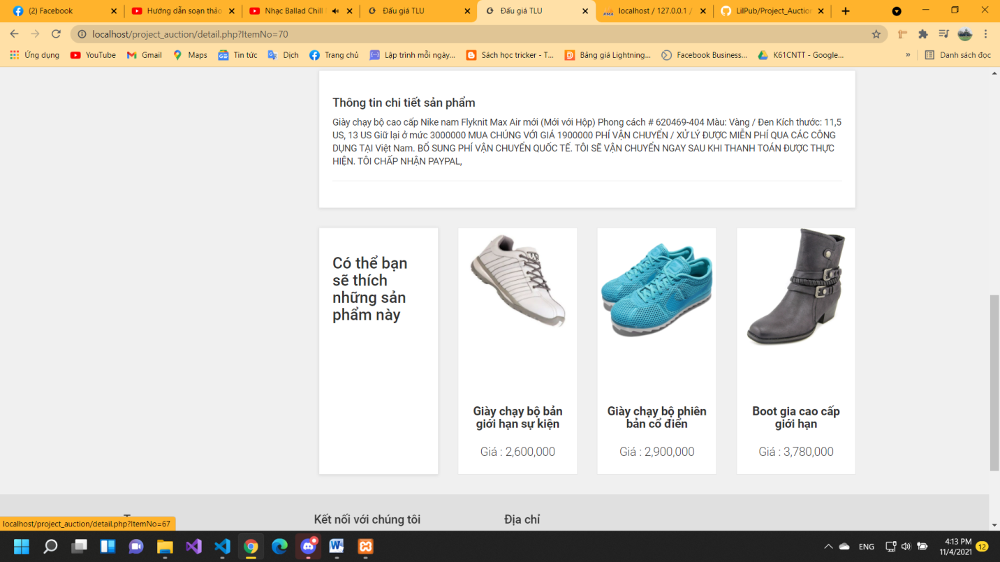 (2) Facebook
Hướng dẫn soạn thảo
Nhạc Ballad Chill
Đấu giá TLU
Đấu giá TLU
localhost / 127.0.0.1 /
LilPub/Project_Auction
localhost/project_auction/detail.php?ItemNo=70
Ứng dụng
YouTube
Gmail
Maps
Tin tức
Dịch
Trang chủ
Lập trình mỗi ngày...
Sách học tricker - T...
Bảng giá Lightning...
Facebook Business...
K61CNTT - Google...
»
Danh sách đọc
Thông tin chi tiết sản phẩm
Giày chạy bộ cao cấp Nike nam Flyknit Max Air mới (Mới với Hộp) Phong cách # 620469-404 Màu: Vàng / Đen Kích thước: 11,5
US, 13 US Giữ lại ở mức 3000000 MUA CHÚNG VỚI GIÁ 1900000 PHÍ VẬN CHUYỂN / XỬ LÝ ĐƯỢC MIỄN PHÍ QUA CÁC CÔNG
DỤNG TẠI Việt Nam. BỔ SUNG PHÍ VẬN CHUYỂN QUỐC TẾ. TÔI SẼ VẬN CHUYỂN NGAY SAU KHI THANH TOÁN ĐƯỢC THỰC
HIỆN. TÔI CHẤP NHẬN PAYPAL,
Có thể bạn
sẽ thích
những sản
phẩm này
Giày chạy bộ bản
giới hạn sự kiện
Giá : 2,600,000
Giày chạy bộ phiên
bản cổ điển
Giá : 2,900,000
Boot gia cao cấp
giới hạn
Giá : 3,780,000
Kết nối với chúng tôi
Địa chỉ
localhost/project_auction/detail.php?ItemNo=67
ENG
4:13 PM
11/4/2021
12